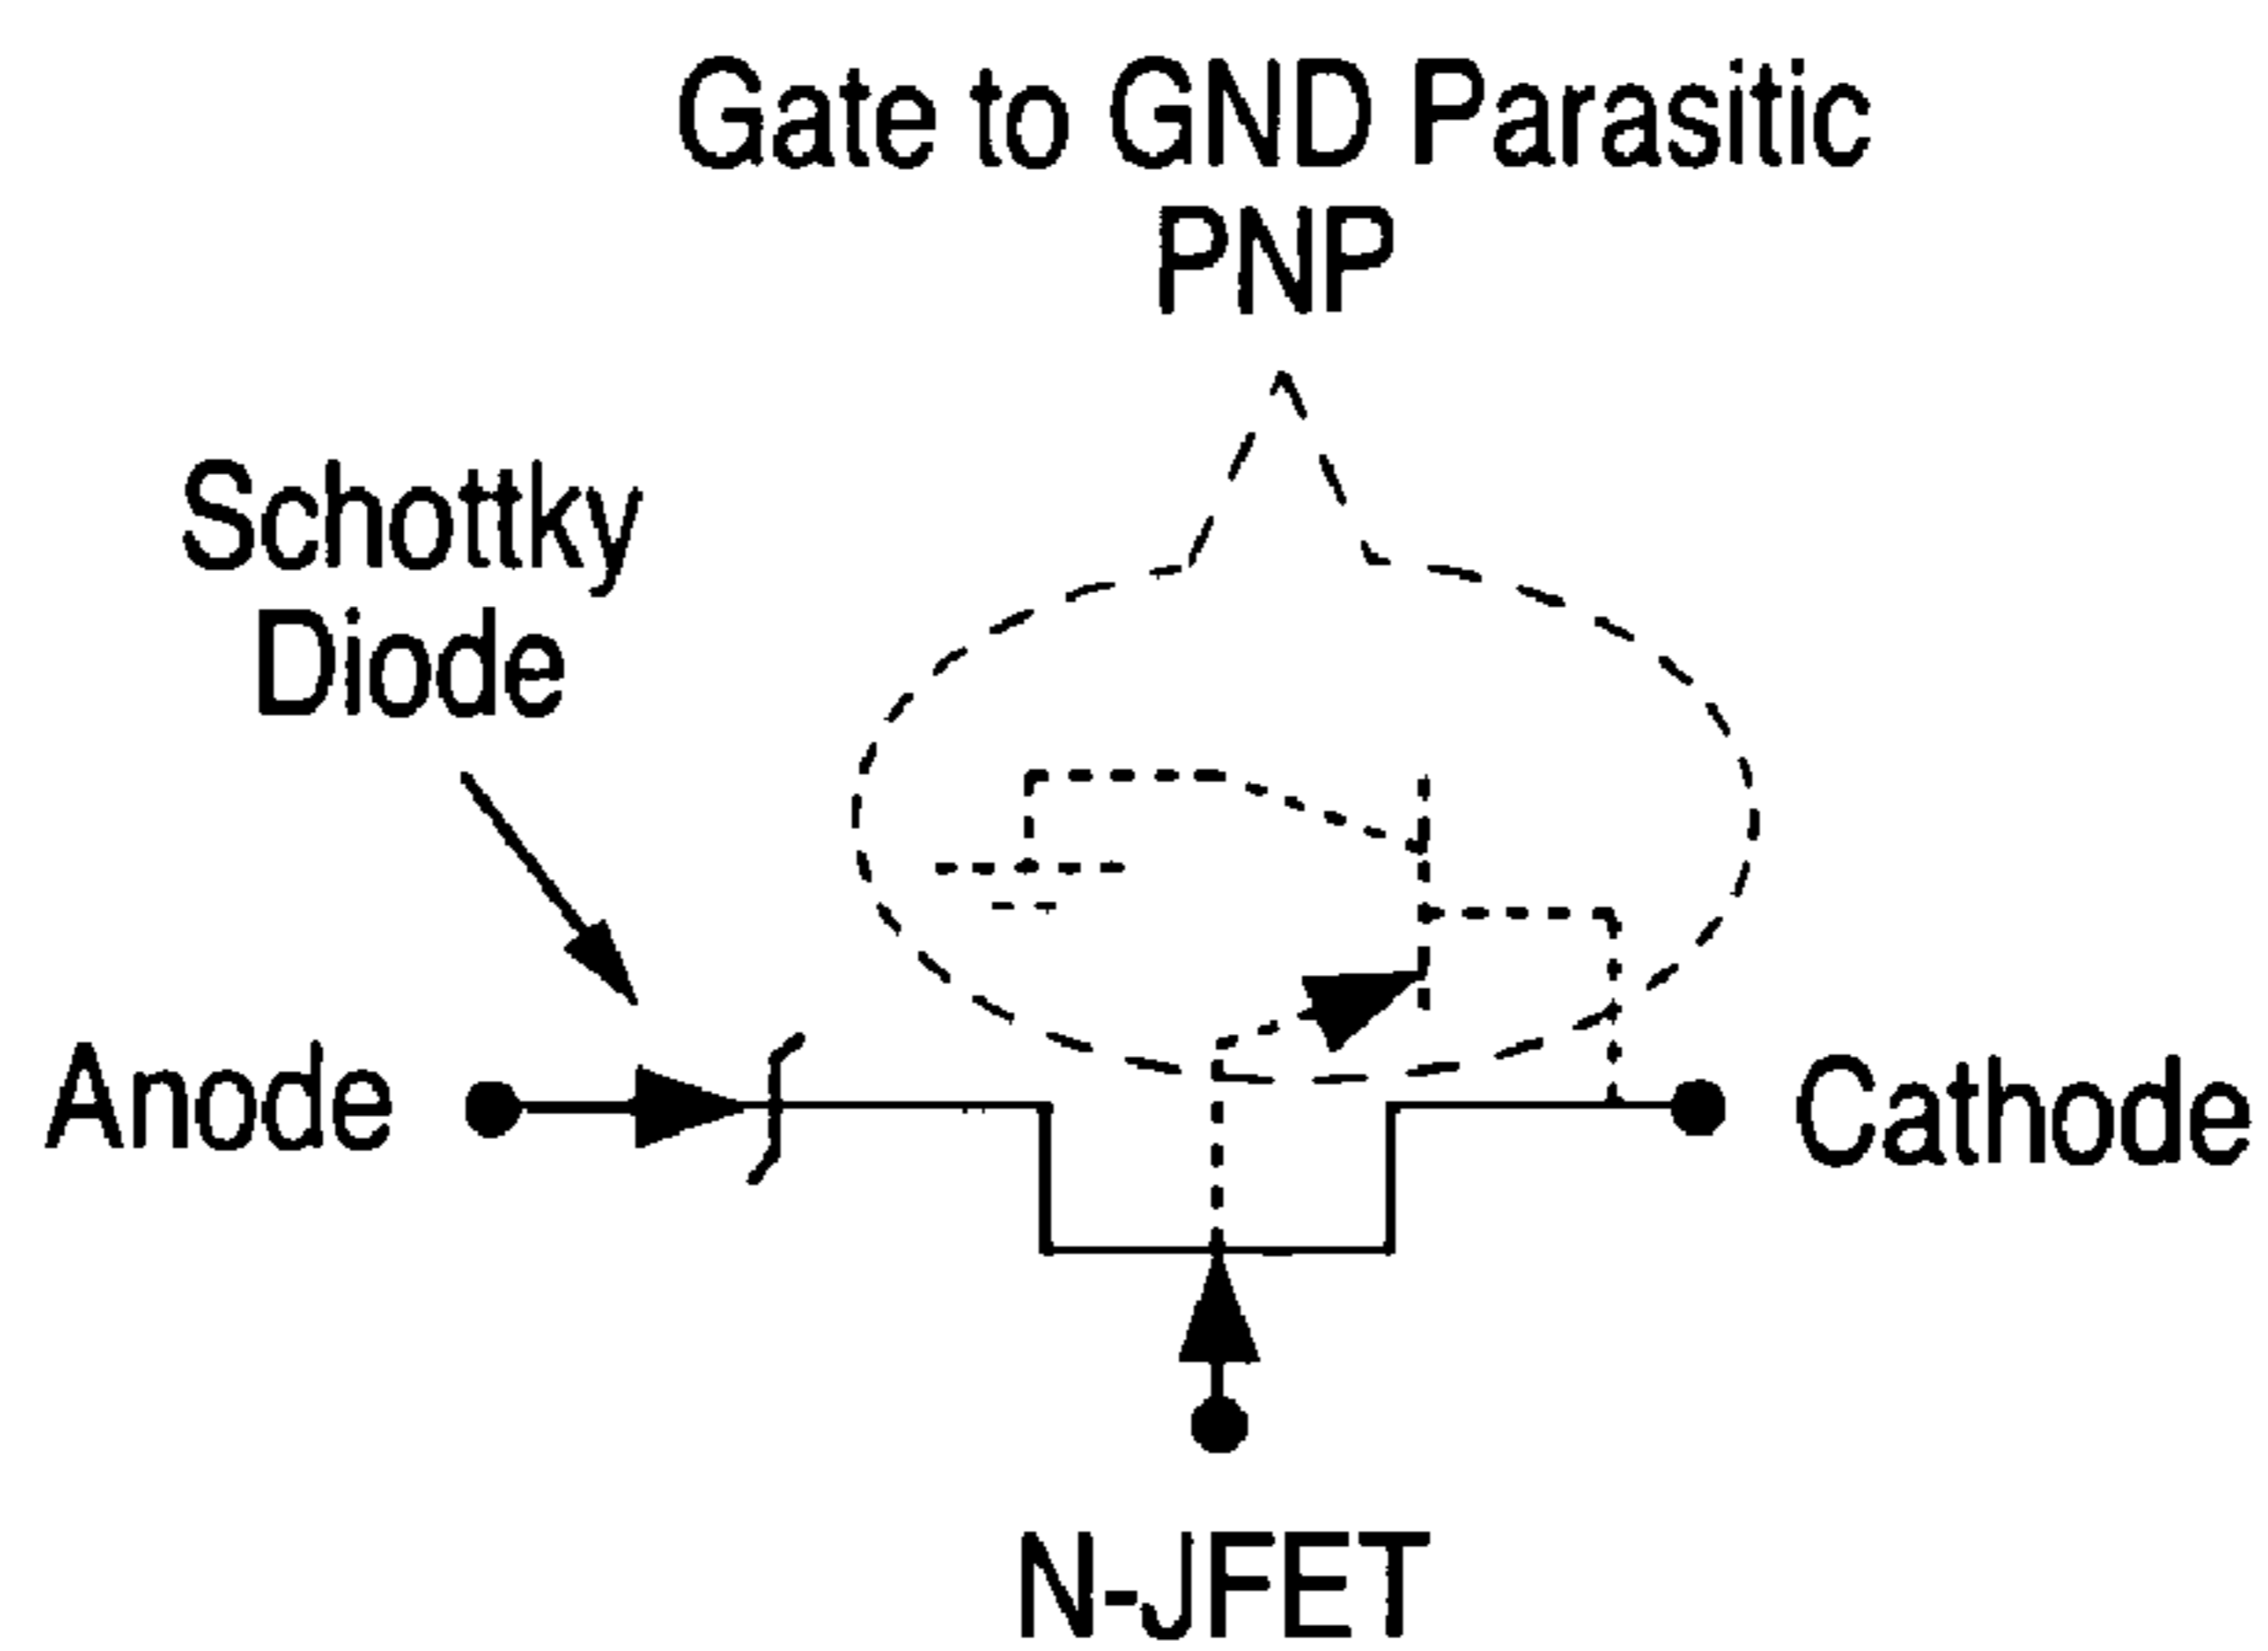 Gate to GND Parasitic
PNP
Schottky
Diode
Anode
Cathode
N-JFET